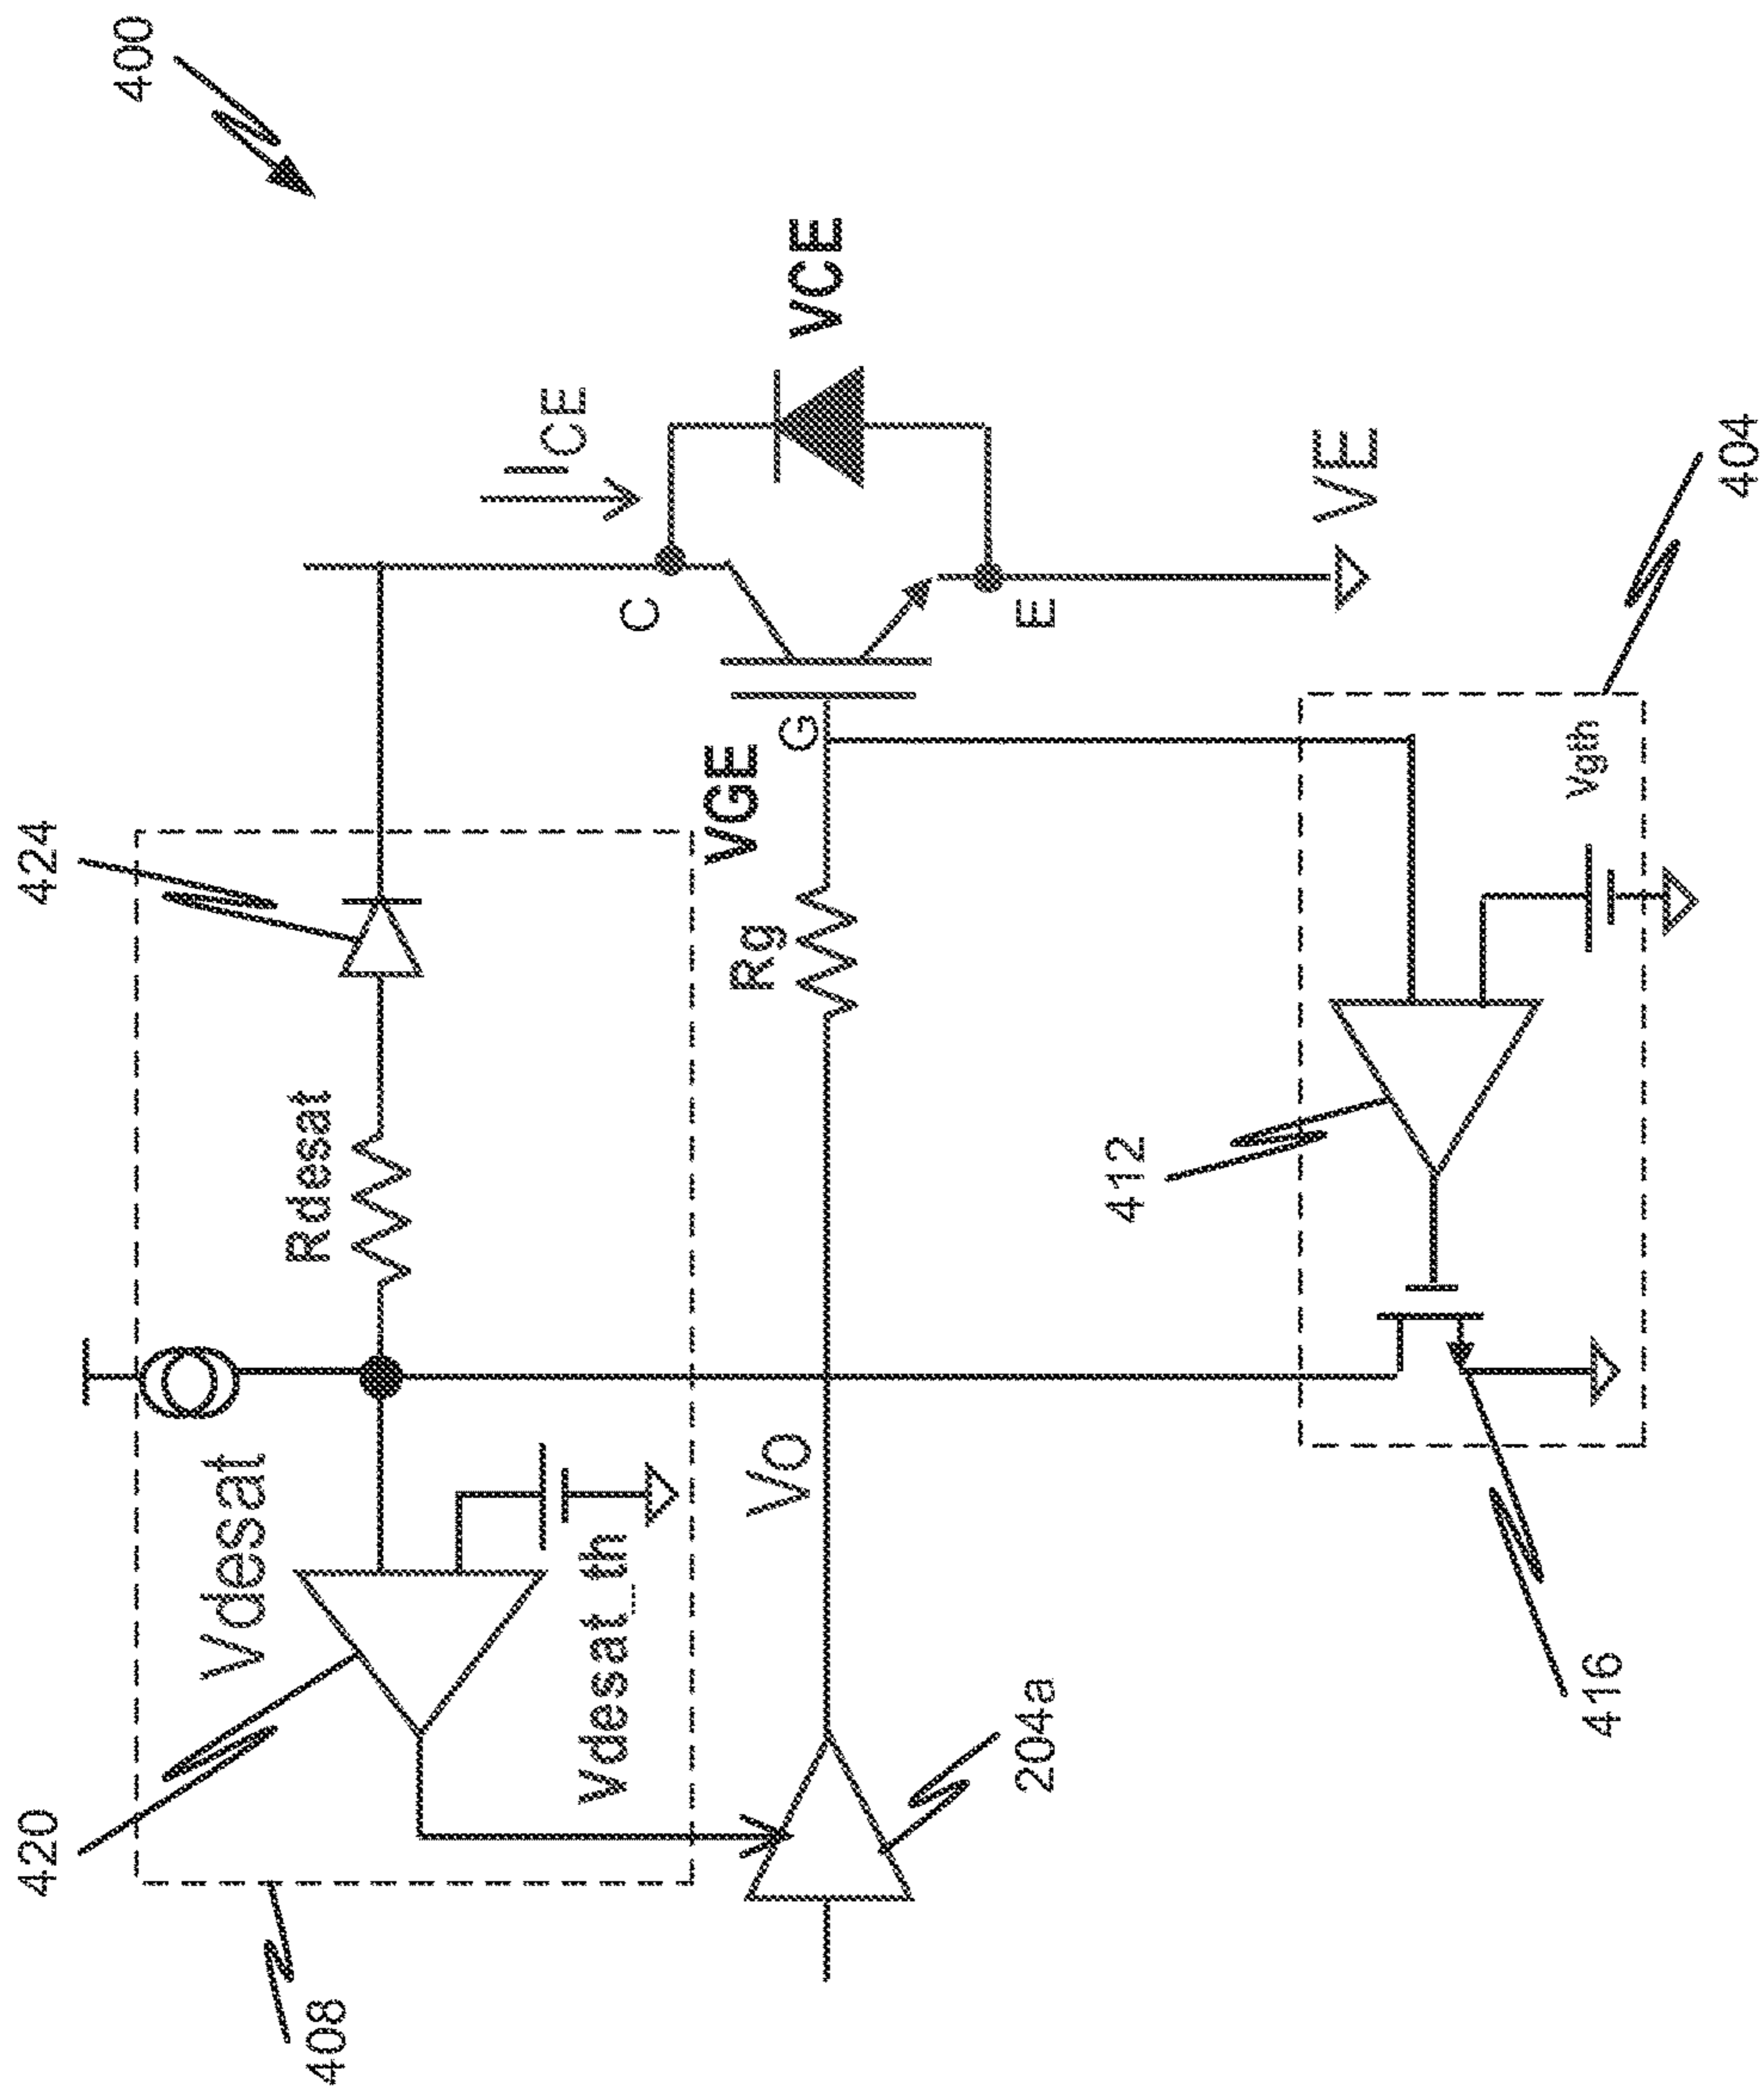 400
424
420
408
Vdesat
Rdesat
Vdesat_th
ICE
C
VCE
VGE
G
Rg
Vo
E
VE
204a
412
Vgth
404
416